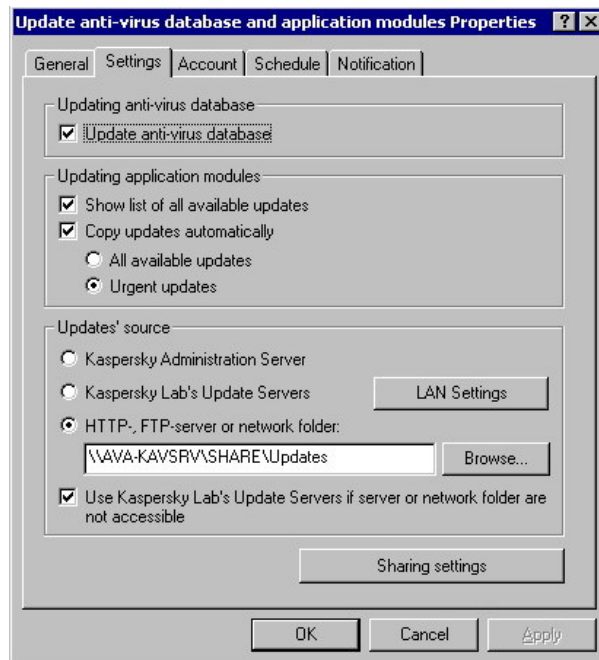 Update anti-virus database and application modules Properties
General Settings Account Schedule Notification
Updating anti-virus database
Update anti-virus database
Updating application modules
Show list of all available updates
Copy updates automatically
All available updates
Urgent updates
Updates' source
Kaspersky Administration Server
Kaspersky Lab's Update Servers
LAN Settings
HTTP-, FTP-server or network folder:
\\AVA-KAVSRV\SHARE\Updates
Browse...
Use Kaspersky Lab's Update Servers if server or network folder are
not accessible
Sharing settings
OK Cancel Apply